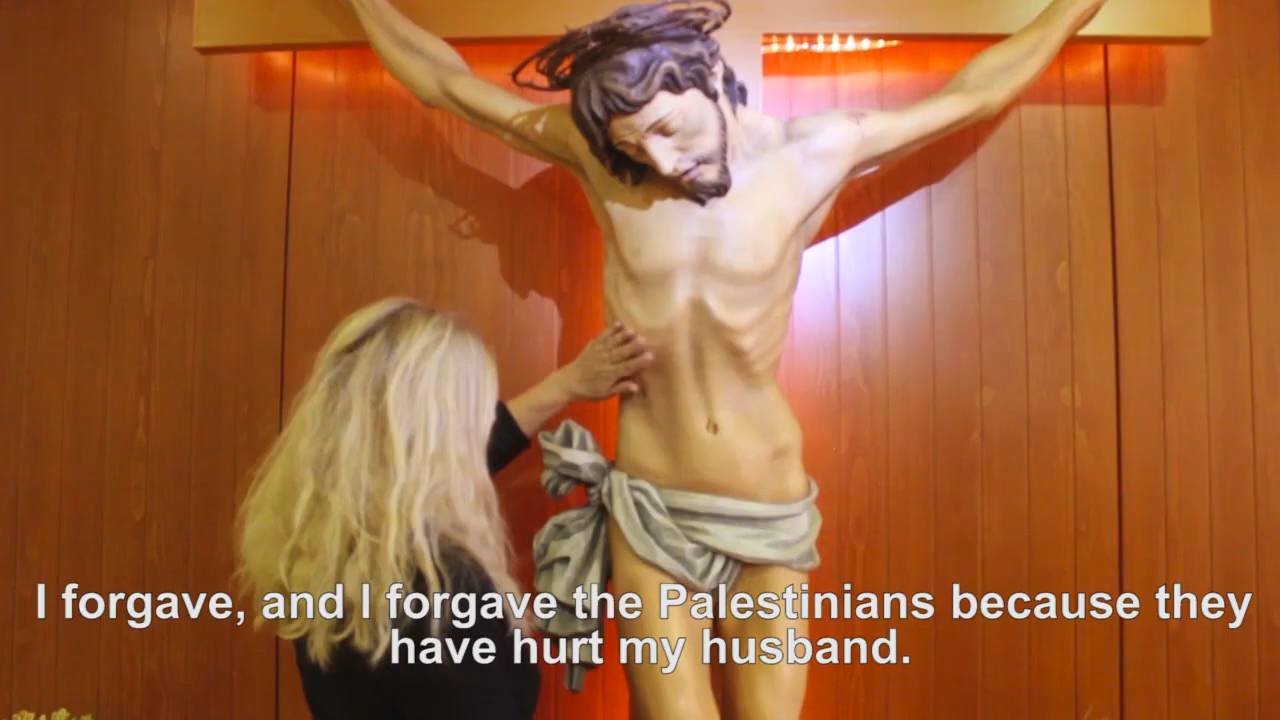 I forgave, and I forgave the Palestinians because they
have hurt my husband.